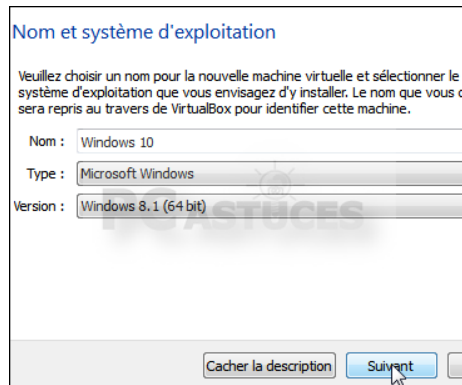 Nom et système d'exploitation
Veuillez choisir un nom pour la nouvelle machine virtuelle et sélectionner le
système d'exploitation que vous envisagez d'y installer. Le nom que vous
sera repris au travers de VirtualBox pour identifier cette machine.
Nom : Windows 10
Type : Microsoft Windows
Version : Windows 8.1 (64 bit)
PC ASTUCES
Cacher la description Suivant